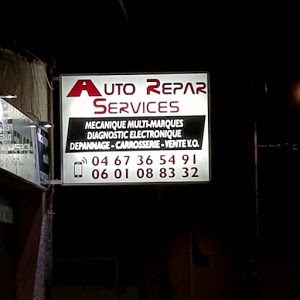 AUTO REPAR
SERVICES
MECANIQUE MULTI-MARQUES
DIAGNOSTIC ELECTRONIQUE
DEPANNAGE - CARROSSERIE - VENTE V.O.
04 67 36 54 91
06 01 08 83 32